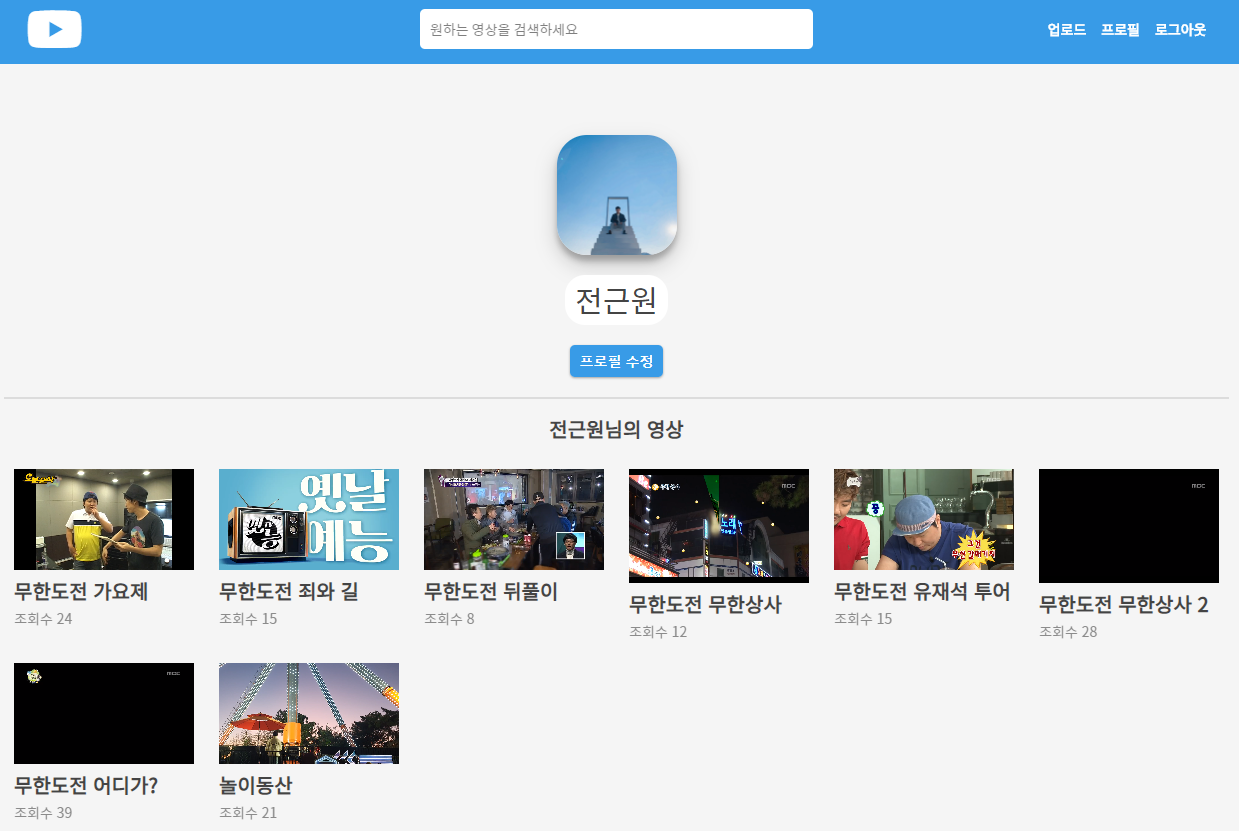 원하는 영상을 검색하세요
업로드 프로필 로그아웃
전근원
프로필 수정
전근원님의 영상
옛날
예능
MBC
MBC
무한도전 가요제
조회수 24
무한도전 죄와 길
조회수 15
무한도전 뒤풀이
조회수 8
무한도전 무한상사
조회수 12
무한도전 유재석 투어
조회수 15
무한도전 무한상사 2
조회수 28
MBC
무한도전 어디가?
조회수 39
놀이동산
조회수 21